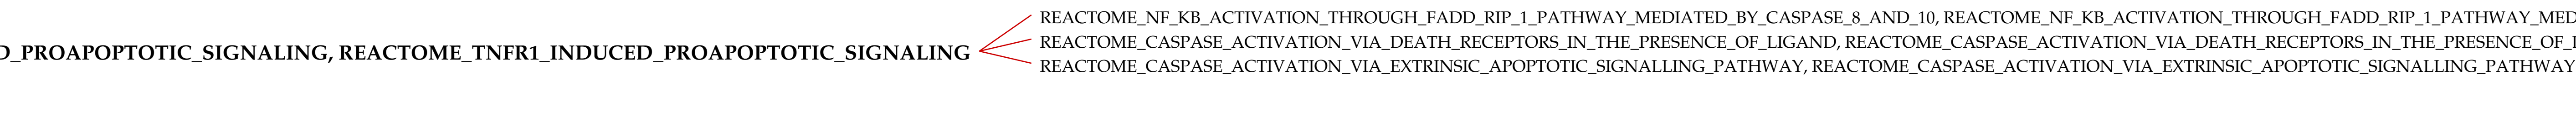 D_PROAPOPTOTIC_SIGNALING, REACTOME_TNFR1_INDUCED_PROAPOPTOTIC_SIGNALING
REACTOME_NF_KB_ACTIVATION_THROUGH_FADD_RIP_1_PATHWAY_MEDIATED_BY_CASPASE_8_AND_10, REACTOME_NF_KB_ACTIVATION_THROUGH_FADD_RIP_1_PATHWAY_MED
REACTOME_CASPASE_ACTIVATION_VIA_DEATH_RECEPTORS_IN_THE_PRESENCE_OF_LIGAND, REACTOME_CASPASE_ACTIVATION_VIA_DEATH_RECEPTORS_IN_THE_PRESENCE_OF_
REACTOME_CASPASE_ACTIVATION_VIA_EXTRINSIC_APOPTOTIC_SIGNALLING_PATHWAY, REACTOME_CASPASE_ACTIVATION_VIA_EXTRINSIC_APOPTOTIC_SIGNALLING_PATHWAY